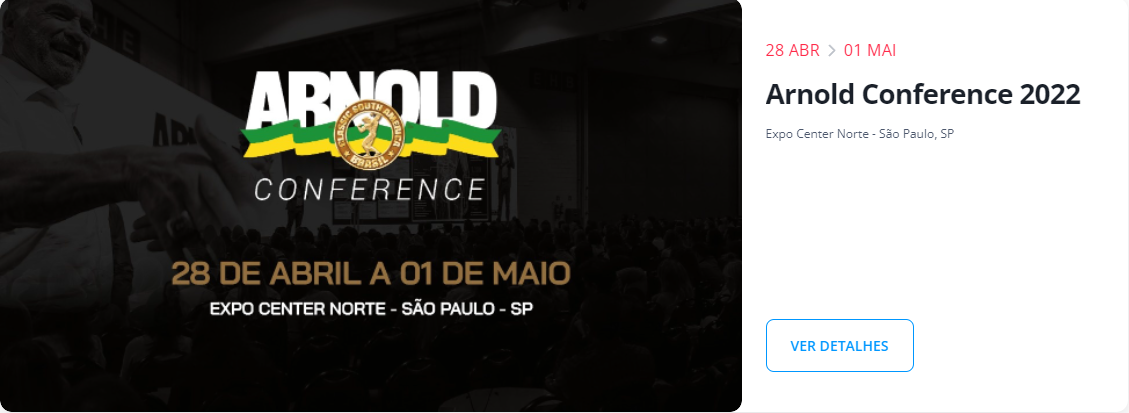 ARNOLD
CLASSIC SOUTH AMERICA
BRASIL
CONFERENCE
28 DE ABRIL A 01 DE MAIO
EXPO CENTER NORTE - SÃO PAULO - SP
28 ABR > 01 MAI
Arnold Conference 2022
Expo Center Norte - São Paulo, SP
VER DETALHES